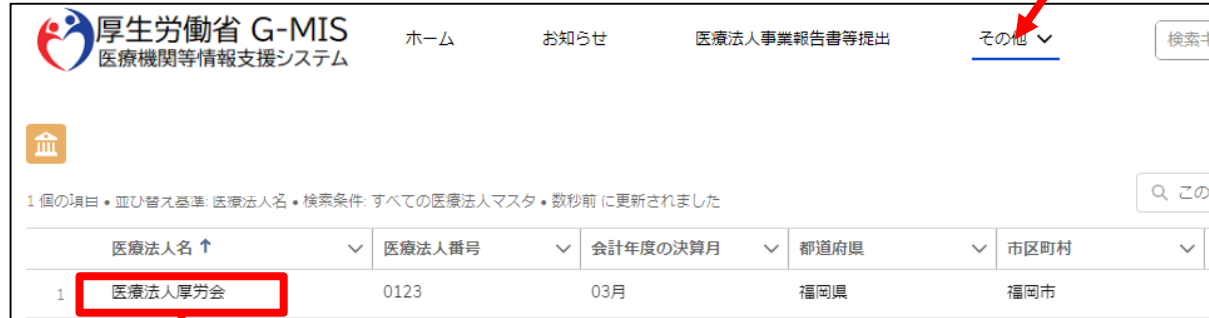 厚生労働省 G-MIS
医療機関等情報支援システム
ホーム お知らせ 医療法人事業報告書等提出 その他 検索キ
1個の項目 • 並び替え基準: 医療法人名 • 検索条件: すべての医療法人マスタ • 数秒前 に更新されました
この
医療法人名 ↑ 医療法人番号 会計年度の決算月 都道府県 市区町村
1 医療法人厚労会 0123 03月 福岡県 福岡市